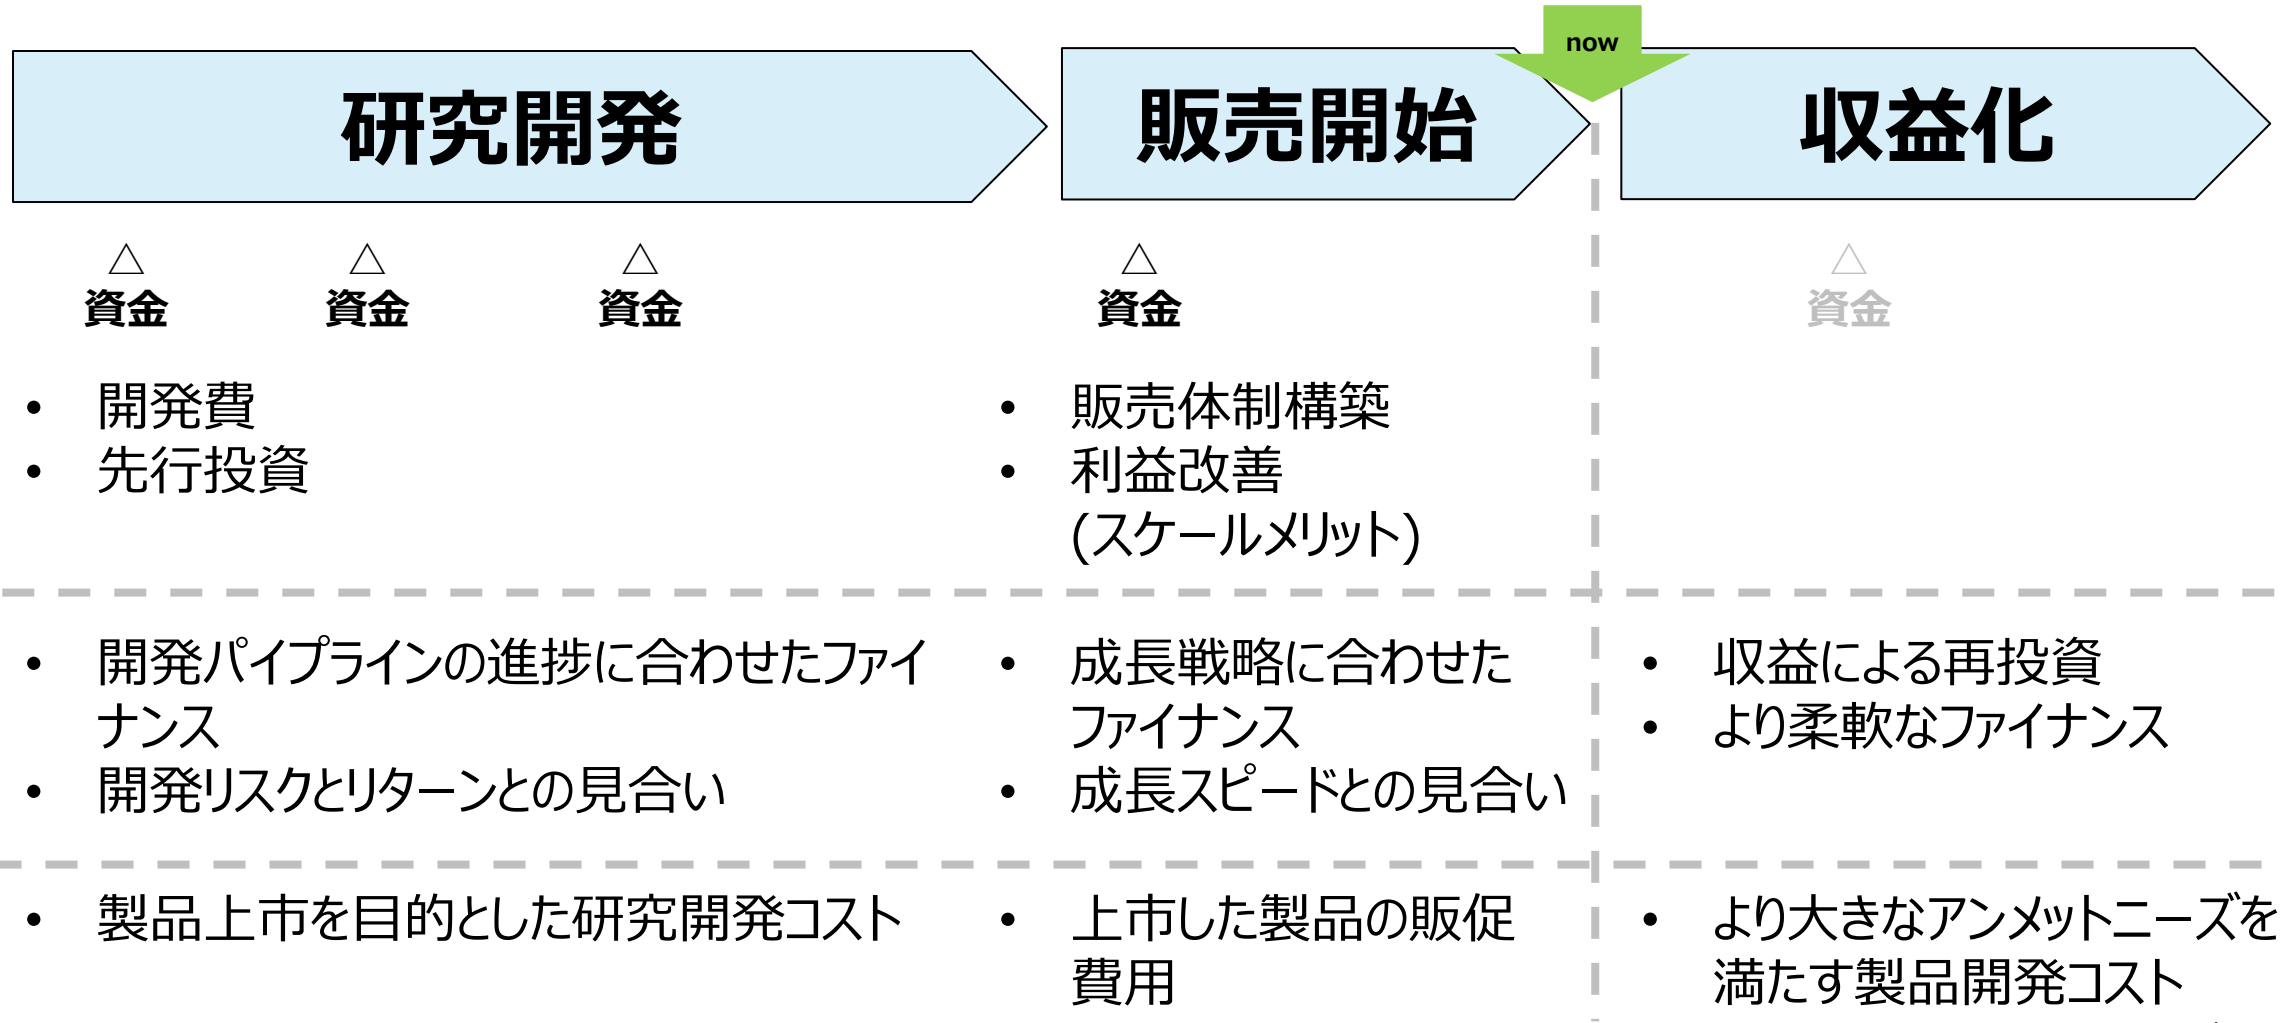 now
研究開発
販売開始
収益化
△
資金
△
資金
△
資金
△
資金
△
資金
• 開発費
• 先行投資
• 販売体制構築
• 利益改善
(スケールメリット)
• 開発パイプラインの進捗に合わせたファイ
ナンス
• 開発リスクとリターンとの見合い
• 成長戦略に合わせた
ファイナンス
• 成長スピードとの見合い
• 収益による再投資
• より柔軟なファイナンス
• 製品上市を目的とした研究開発コスト
• 上市した製品の販促
費用
• より大きなアンメットニーズを
満たす製品開発コスト